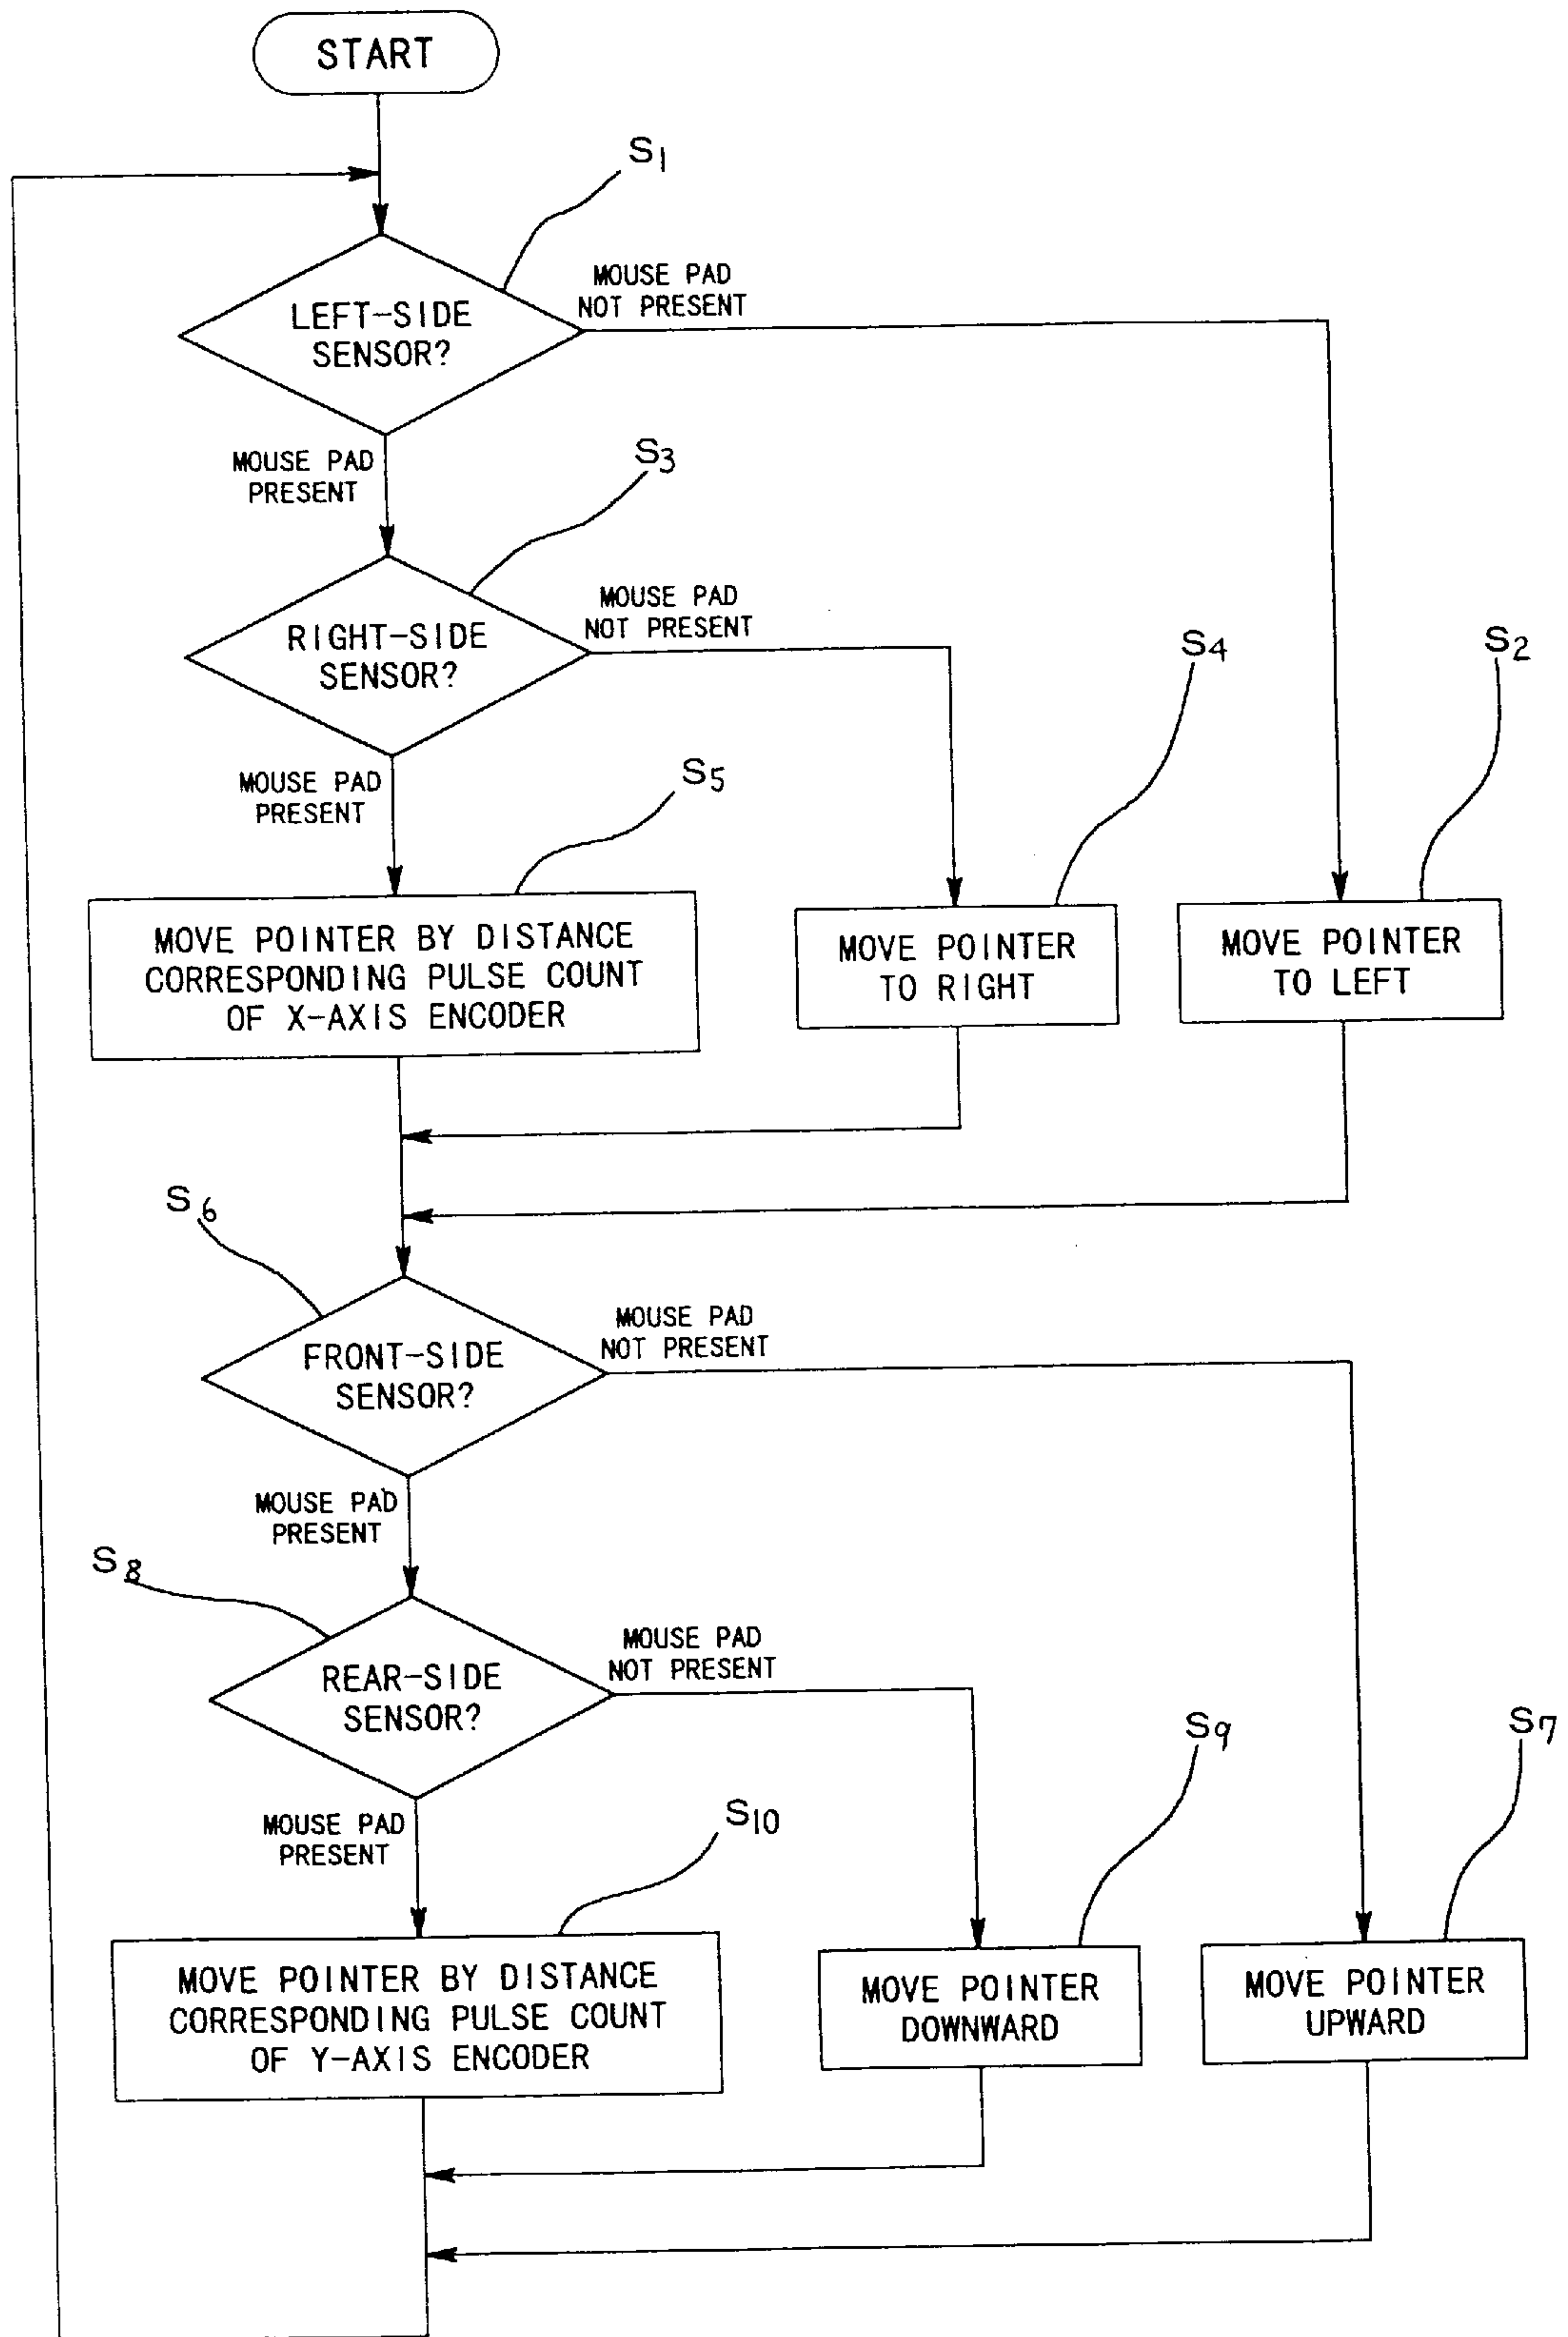 START
S1
MOUSE PAD
NOT PRESENT
LEFT-SIDE
SENSOR?
MOUSE PAD
PRESENT
S3
MOUSE PAD
NOT PRESENT
RIGHT-SIDE
SENSOR?
S4
S2
MOUSE PAD
PRESENT
S5
MOVE POINTER BY DISTANCE
CORRESPONDING PULSE COUNT
OF X-AXIS ENCODER
MOVE POINTER
TO RIGHT
MOVE POINTER
TO LEFT
S6
MOUSE PAD
NOT PRESENT
FRONT-SIDE
SENSOR?
MOUSE PAD
PRESENT
S8
MOUSE PAD
NOT PRESENT
REAR-SIDE
SENSOR?
S9
S7
MOUSE PAD
PRESENT
S10
MOVE POINTER BY DISTANCE
CORRESPONDING PULSE COUNT
OF Y-AXIS ENCODER
MOVE POINTER
DOWNWARD
MOVE POINTER
UPWARD